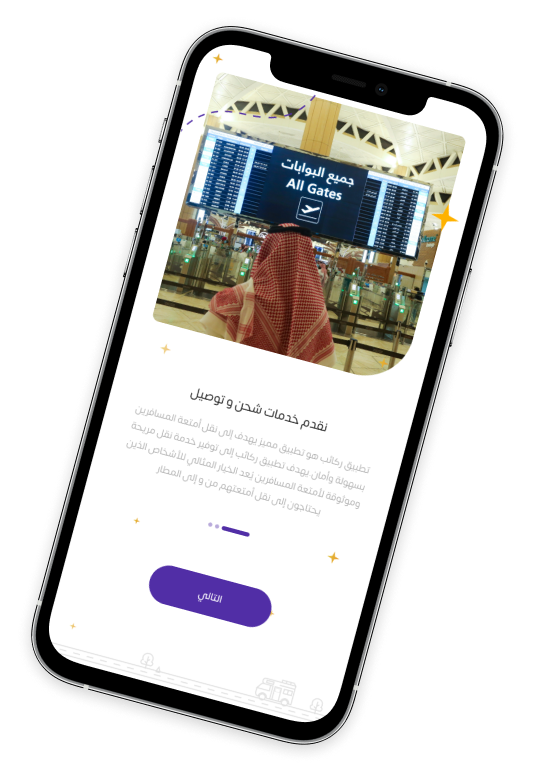 جميع البوابات
All Gates
نقدم خدمات شحن و توصيل
تطبيق ركائب هو تطبيق مميز يهدف إلى نقل أمتعة المسافرين
بسهولة وأمان يهدف تطبيق ركائب إلى توفير خدمة نقل مريحة
وموثوقة لأمتعة المسافرين يُعد الخيار المثالي للأشخاص الذين
يحتاجون إلى نقل أمتعتهم من و إلى المطار
التالي